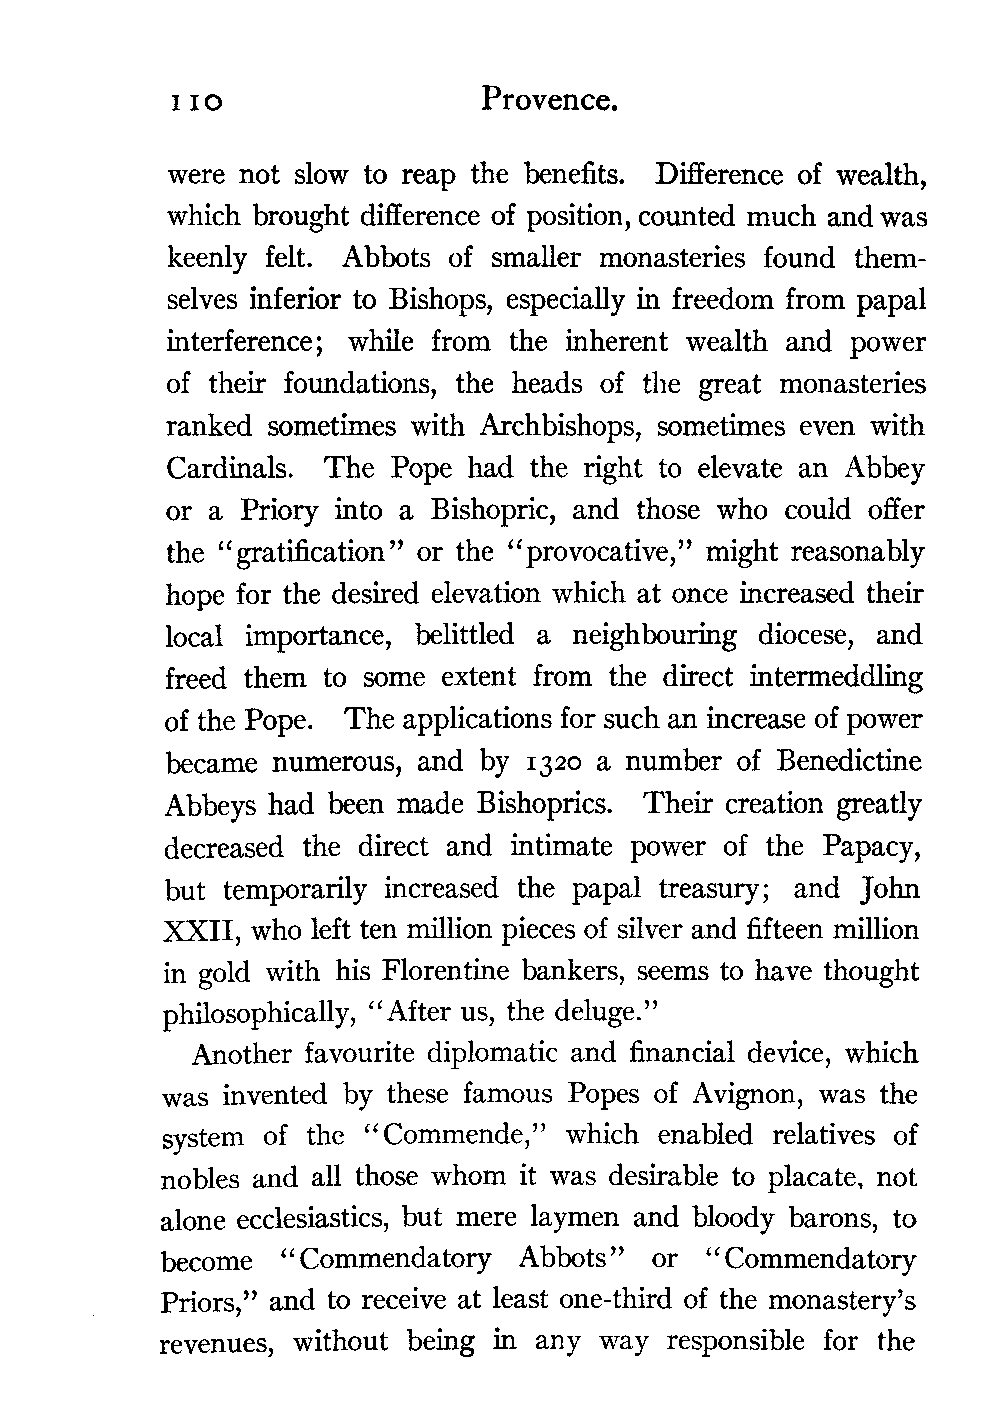 110 Provence.
were not slow to reap the benefits. Difference of wealth,
which brought difference of position, counted much and was
keenly felt. Abbots of smaller monasteries found them-
selves inferior to Bishops, especially in freedom from papal
interference; while from the inherent wealth and power
of their foundations, the heads of the great monasteries
ranked sometimes with Archbishops, sometimes even with
Cardinals. The Pope had the right to elevate an Abbey
or a Priory into a Bishopric, and those who could offer
the “gratification” or the “provocative,” might reasonably
hope for the desired elevation which at once increased their
local importance, belittled a neighbouring diocese, and
freed them to some extent from the direct intermeddling
of the Pope. The applications for such an increase of power
became numerous, and by 1320 a number of Benedictine
Abbeys had been made Bishoprics. Their creation greatly
decreased the direct and intimate power of the Papacy,
but temporarily increased the papal treasury; and John
XXII, who left ten million pieces of silver and fifteen million
in gold with his Florentine bankers, seems to have thought
philosophically, “After us, the deluge.”
Another favourite diplomatic and financial device, which
was invented by these famous Popes of Avignon, was the
system of the “Commende,” which enabled relatives of
nobles and all those whom it was desirable to placate, not
alone ecclesiastics, but mere laymen and bloody barons, to
become “Commendatory Abbots” or “Commendatory
Priors,” and to receive at least one-third of the monastery’s
revenues, without being in any way responsible for the